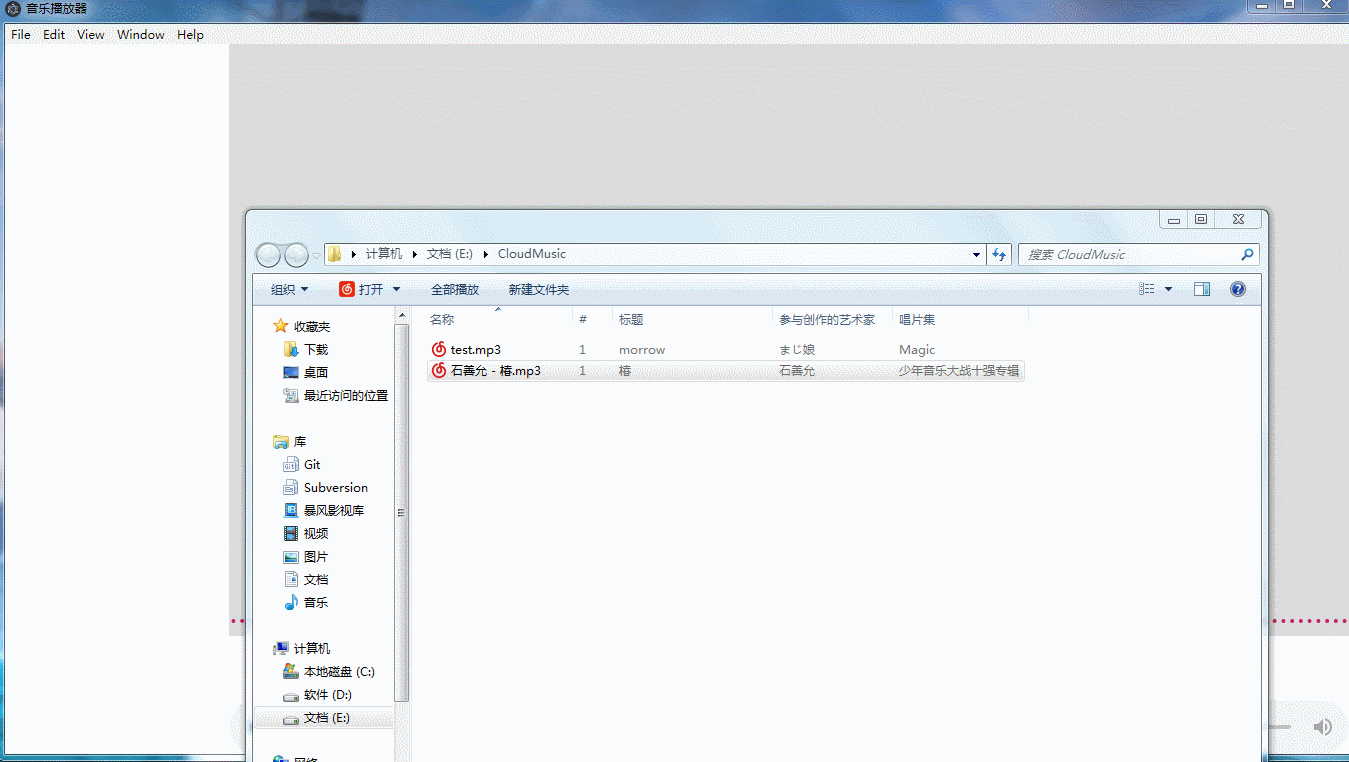 音乐播放器
File Edit View Window Help
计算机 文档 (E:) CloudMusic
搜索 CloudMusic
组织 打开 全部播放 新建文件夹
名称 # 标题 参与创作的艺术家 唱片集
test.mp3 1 morrow まじ娘 Magic
石善允 - 椿.mp3 1 椿 石善允 少年音乐大战十强专辑
收藏夹
下载
桌面
最近访问的位置
库
Git
Subversion
暴风影视库
视频
图片
文档
音乐
计算机
本地磁盘 (C:)
软件 (D:)
文档 (E:)
网络